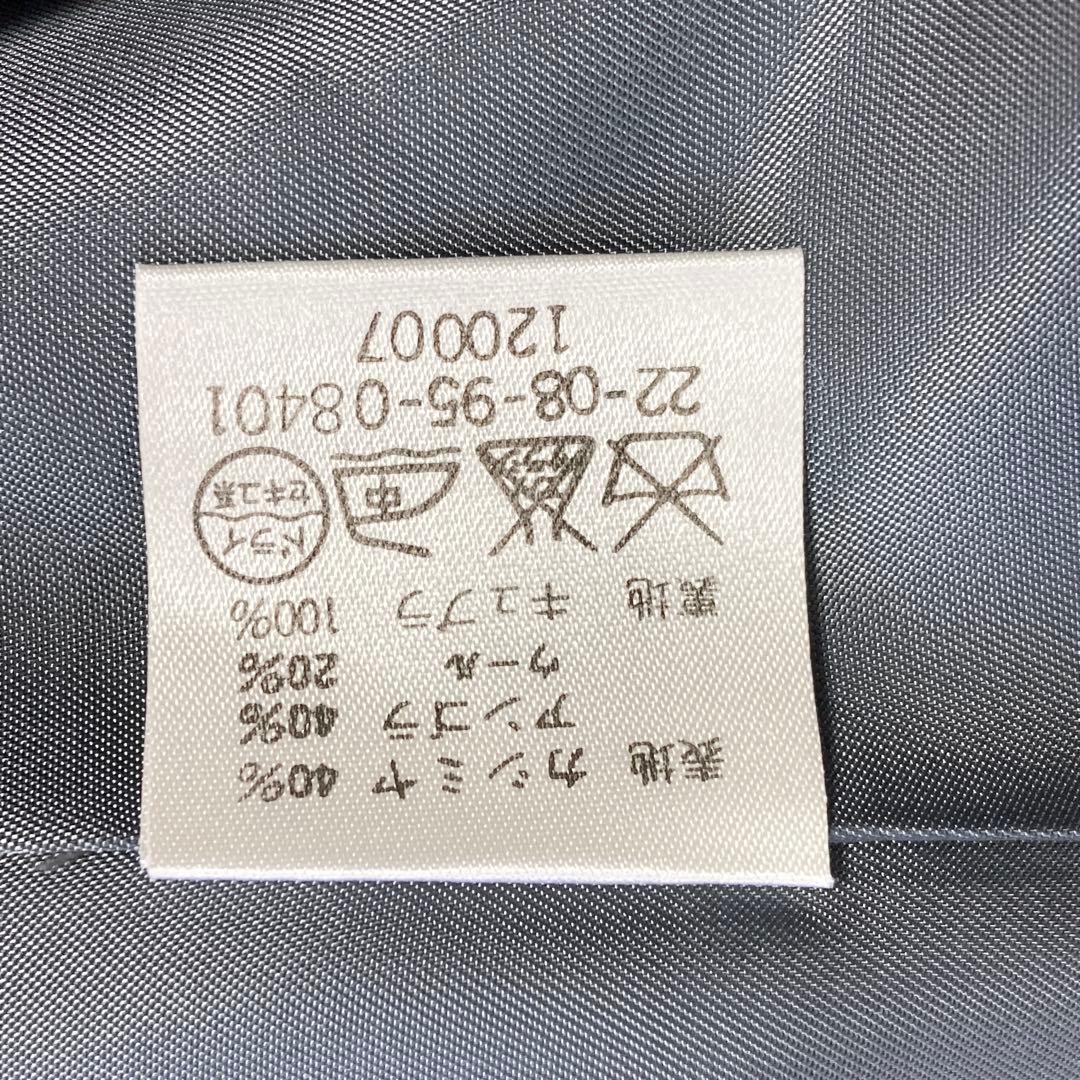 表地 カシミヤ 40%
アンゴラ 40%
ウール 20%
裏地 キュプラ 100%
中 ドライ セキユ系
22-08-95-08401
120007